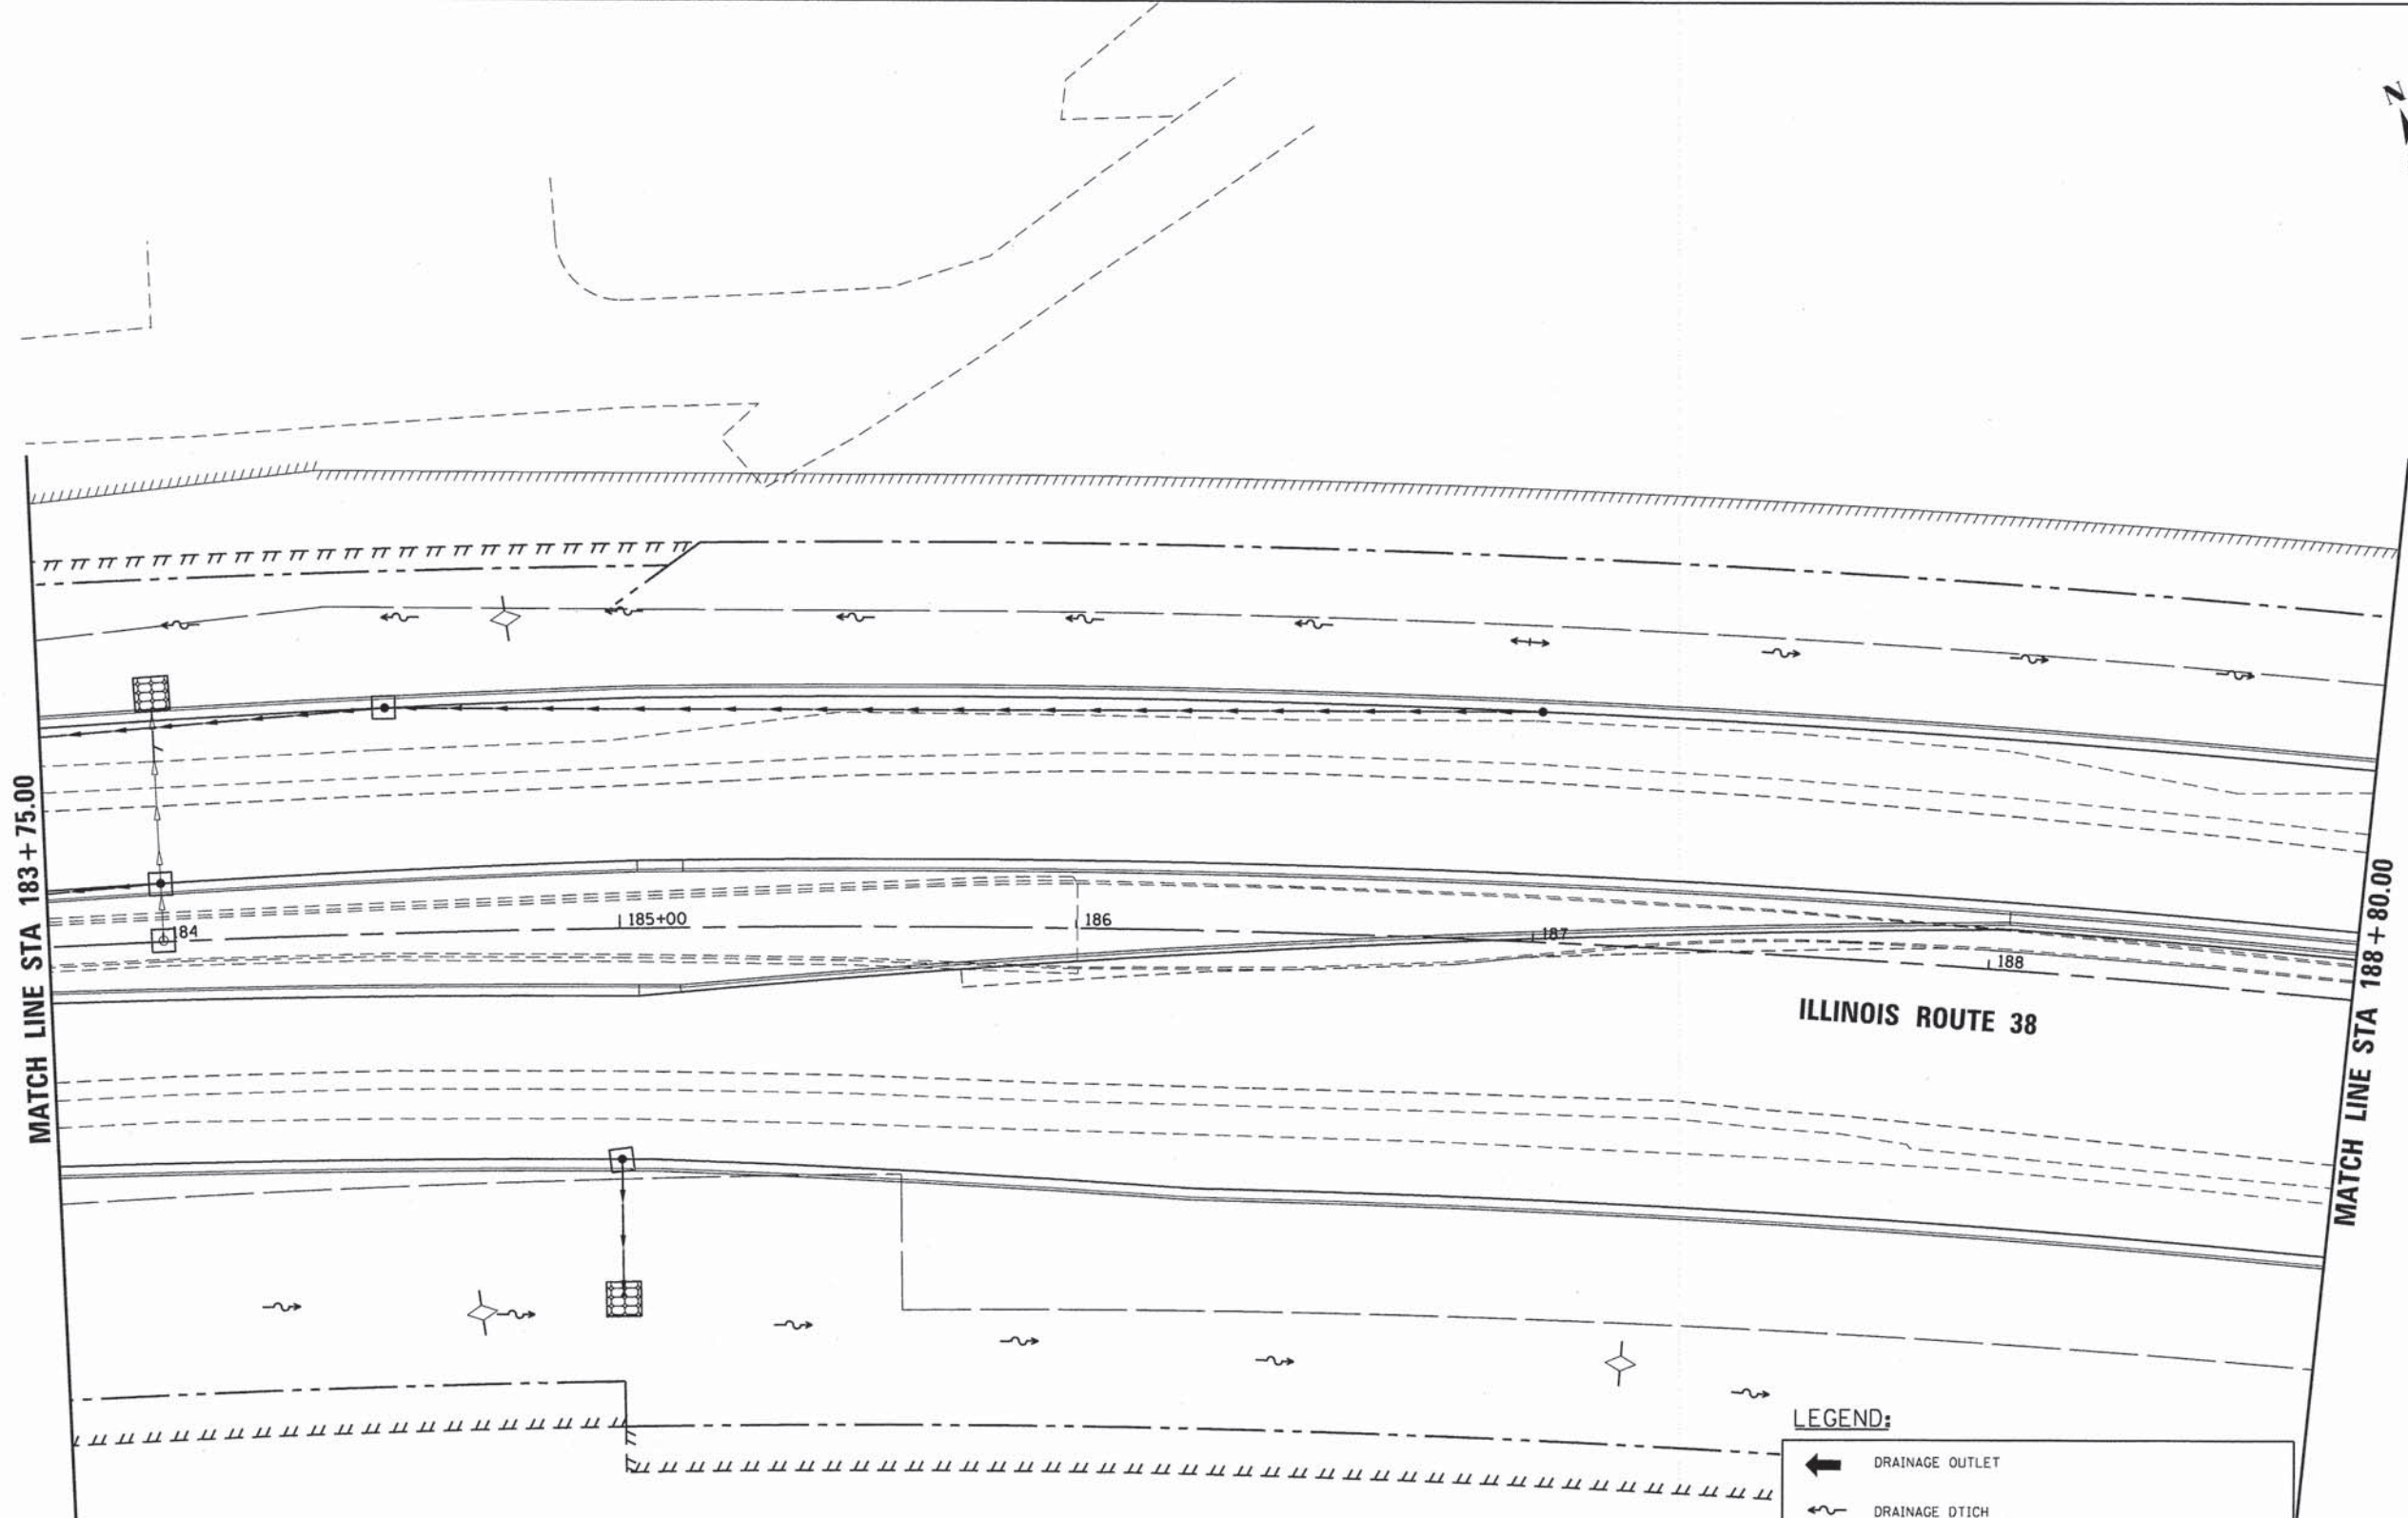 N
MATCH LINE STA 183+75.00
184
185+00
186
187
188
ILLINOIS ROUTE 38
MATCH LINE STA 188+80.00
LEGEND:
DRAINAGE OUTLET
DRAINAGE DTICH